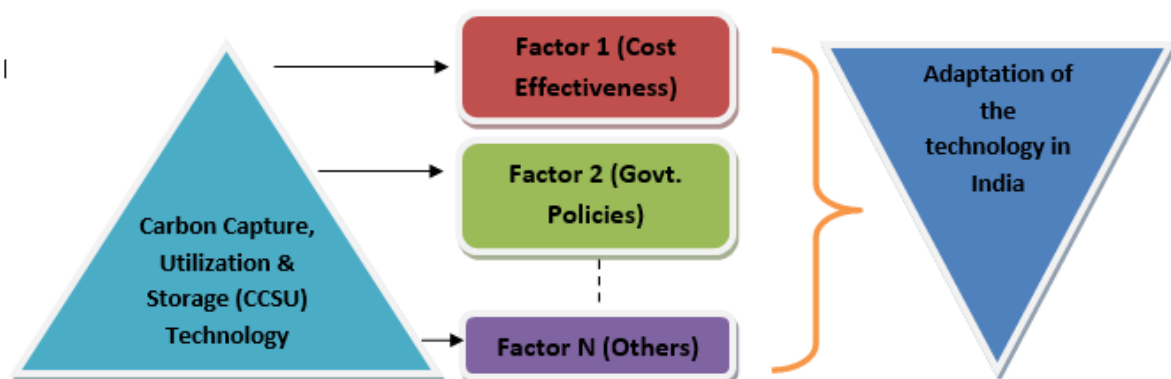 Factor 1 (Cost
Effectiveness)
Factor 2 (Govt.
Policies)
Factor N (Others)
Carbon Capture,
Utilization &
Storage (CCSU)
Technology
Adaptation of
the
technology in
India